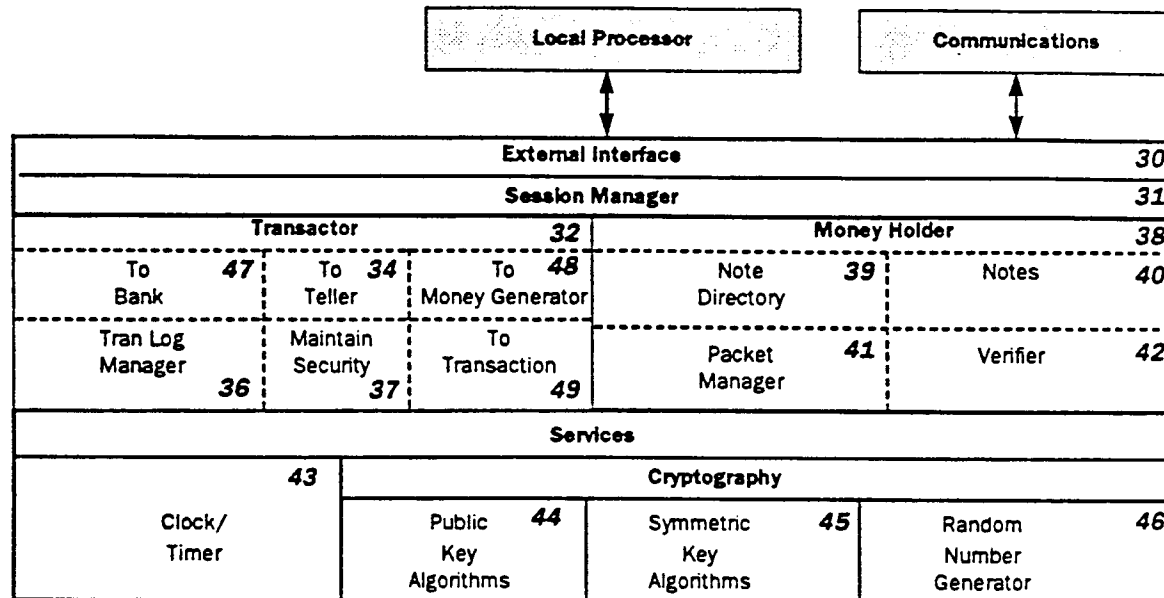 Local Processor
Communications
External Interface 30
Session Manager 31
Transactor 32
Money Holder 38
To 47
Bank
To 34
Teller
To 48
Money Generator
Note 39
Directory
Notes 40
Tran Log
Manager
36
Maintain
Security
37
To
Transaction
49
Packet 41
Manager
Verifier 42
Services
43
Clock/
Timer
Cryptography
Public 44
Key
Algorithms
Symmetric 45
Key
Algorithms
Random 46
Number
Generator